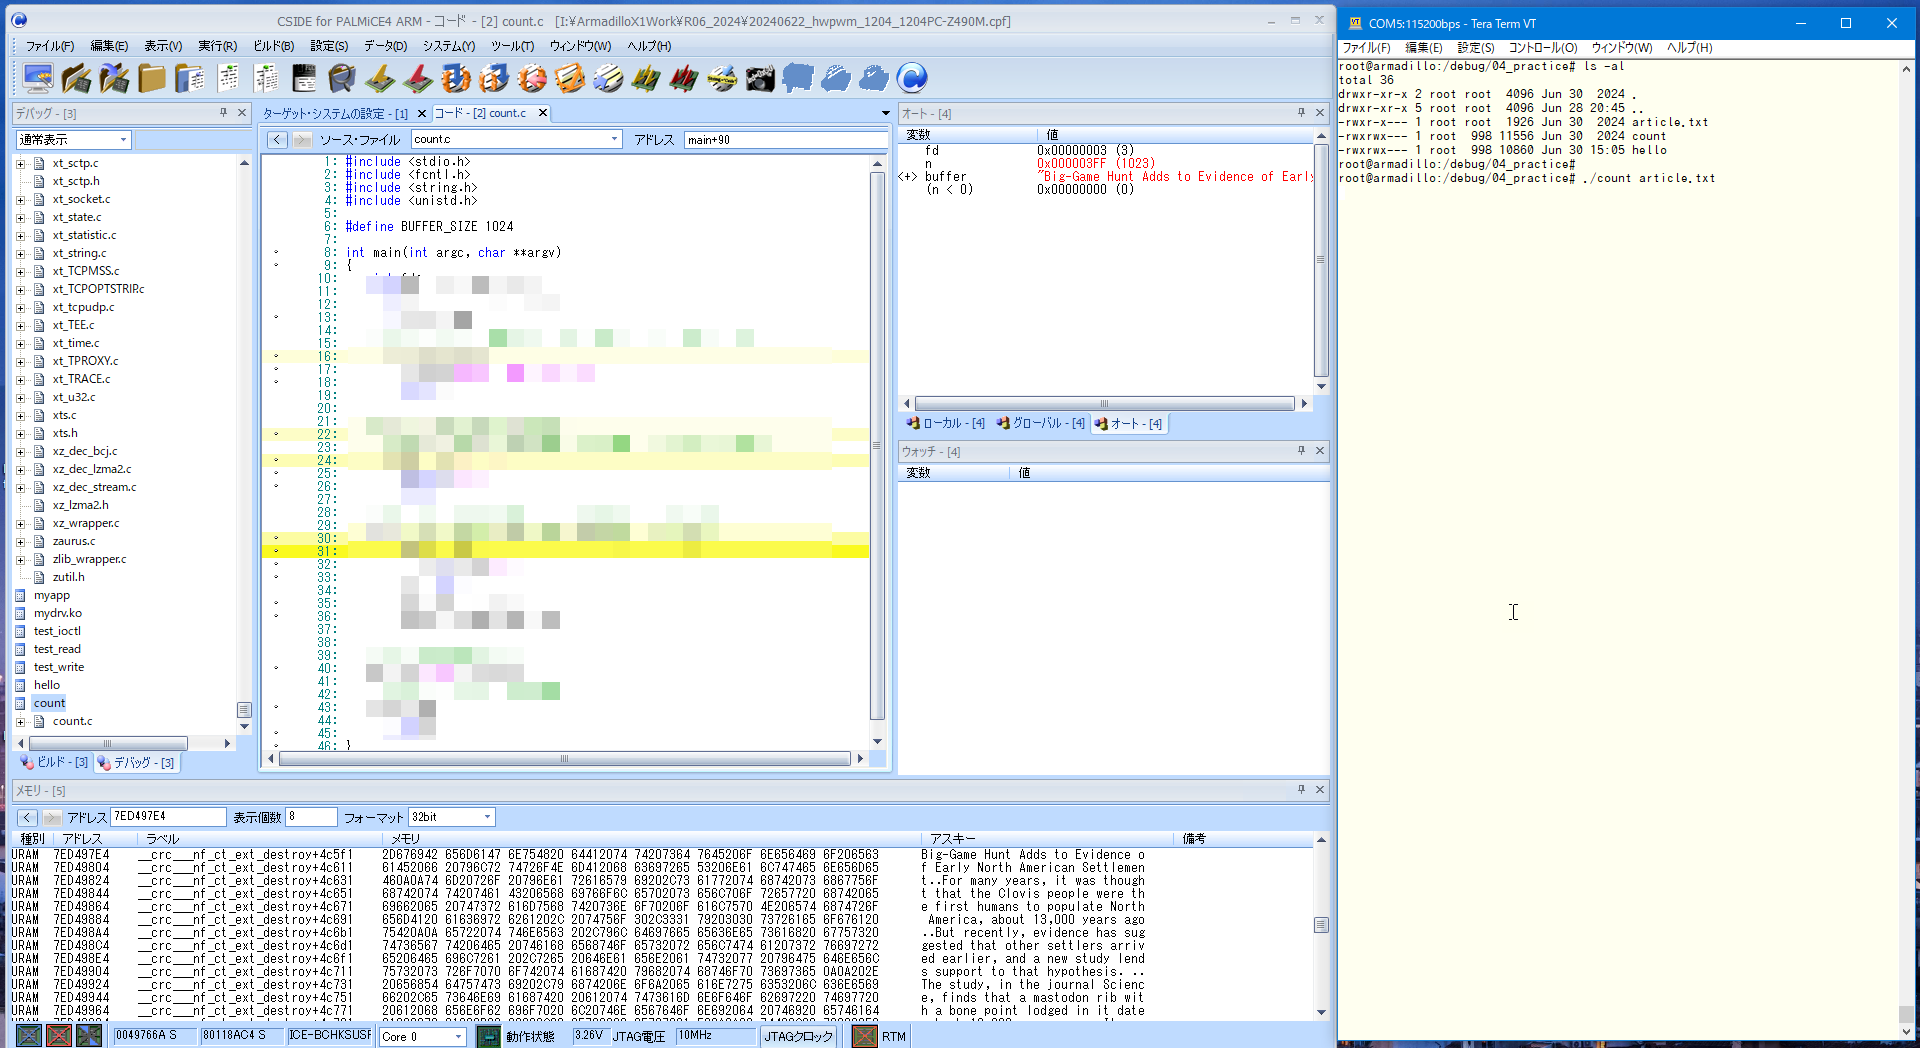 CSIDE for PALMiCE4 ARM - コード - [2] count.c   [I:¥ArmadilloX1Work¥R06_2024¥20240622_hwpwm_1204_1204PC-Z490M.cpf]
ファイル(F) 編集(E) 表示(V) 実行(R) ビルド(B) 設定(S) データ(D) システム(Y) ツール(T) ウィンドウ(W) ヘルプ(H)
デバッグ - [3]
通常表示
xt_sctp.c
xt_sctp.h
xt_socket.c
xt_state.c
xt_statistic.c
xt_string.c
xt_TCPMSS.c
xt_TCPOPTSTRIP.c
xt_tcpudp.c
xt_TEE.c
xt_time.c
xt_TPROXY.c
xt_TRACE.c
xt_u32.c
xts.c
xts.h
xz_dec_bcj.c
xz_dec_lzma2.c
xz_dec_stream.c
xz_lzma2.h
xz_wrapper.c
zaurus.c
zlib_wrapper.c
zutil.h
myapp
mydrv.ko
test_ioctl
test_read
test_write
hello
count
count.c
ビルド - [3] デバッグ - [3]
ターゲット・システムの設定 - [1] コード - [2] count.c
ソース・ファイル count.c アドレス main+90
1: #include <stdio.h>
2: #include <fcntl.h>
3: #include <string.h>
4: #include <unistd.h>
5:
6: #define BUFFER_SIZE 1024
7:
8: int main(int argc, char **argv)
9: {
10:
11:
12:
13:
14:
15:
16:
17:
18:
19:
20:
21:
22:
23:
24:
25:
26:
27:
28:
29:
30:
31:
32:
33:
34:
35:
36:
37:
38:
39:
40:
41:
42:
43:
44:
45:
46: }
オート - [4]
変数 値
fd 0x00000003 (3)
n 0x000003FF (1023)
<+> buffer "Big-Game Hunt Adds to Evidence of Early
(n < 0) 0x00000000 (0)
ローカル - [4] グローバル - [4] オート - [4]
ウォッチ - [4]
変数 値
メモリ - [5]
アドレス 7ED497E4 表示個数 8 フォーマット 32bit
種別 アドレス ラベル メモリ アスキー 備考
URAM 7ED497E4 __crc___nf_ct_ext_destroy+4c5f1 2D676942 656D6147 6E754820 64412074 74207364 7645206F 6E656469 6F206563 Big-Game Hunt Adds to Evidence o
URAM 7ED49804 __crc___nf_ct_ext_destroy+4c611 61452066 20796C72 74726F4E 6D412068 63697265 53206E61 6C747465 6E656D65 f Early North American Settlemen
URAM 7ED49824 __crc___nf_ct_ext_destroy+4c631 460A0A74 6D20726F 20796E61 72616579 69202C73 61772074 68742073 6867756F t..For many years, it was though
URAM 7ED49844 __crc___nf_ct_ext_destroy+4c651 68742074 74207461 43206568 69766F6C 65702073 656C706F 72657720 68742065 t that the Clovis people were th
URAM 7ED49864 __crc___nf_ct_ext_destroy+4c671 69662065 20747372 616D7568 7420736E 6F70206F 616C7570 4E206574 6874726F e first humans to populate North
URAM 7ED49884 __crc___nf_ct_ext_destroy+4c691 656D4120 61636972 6261202C 2074756F 302C3331 79203030 73726165 6F676120  America, about 13,000 years ago
URAM 7ED498A4 __crc___nf_ct_ext_destroy+4c6b1 75420A0A 65722074 746E6563 202C796C 64697665 65636E65 73616820 67757320 ..But recently, evidence has sug
URAM 7ED498C4 __crc___nf_ct_ext_destroy+4c6d1 74736567 74206465 20746168 6568746F 65732072 656C7474 61207372 76697272 gested that other settlers arriv
URAM 7ED498E4 __crc___nf_ct_ext_destroy+4c6f1 65206465 696C7261 202C7265 20646E61 656E2061 74732077 20796475 646E656C ed earlier, and a new study lend
URAM 7ED49904 __crc___nf_ct_ext_destroy+4c711 75732073 726F7070 6F742074 61687420 79682074 68746F70 73697365 0A0A202E s support to that hypothesis. ..
URAM 7ED49924 __crc___nf_ct_ext_destroy+4c731 20656854 64757473 69202C79 6874206E 6F6A2065 616E7275 6353206C 636E6569 The study, in the journal Scienc
URAM 7ED49944 __crc___nf_ct_ext_destroy+4c751 66202C65 73646E69 61687420 20612074 7473616D 6E6F646F 62697220 74697720 e, finds that a mastodon rib wit
URAM 7ED49964 __crc___nf_ct_ext_destroy+4c771 20612068 656E6F62 696F7020 6C20746E 6567646F 6E206920 20746920 65746164 h a bone point lodged in it date
0049766A S 80118AC4 S ICE-BCHKSUSF Core 0 動作状態 3.26V JTAG電圧 10MHz JTAGクロック RTM
COM5:115200bps - Tera Term VT
ファイル(F) 編集(E) 設定(S) コントロール(O) ウィンドウ(W) ヘルプ(H)
root@armadillo:/debug/04_practice# ls -al
total 36
drwxr-xr-x 2 root root  4096 Jun 30  2024 .
drwxr-xr-x 5 root root  4096 Jun 28 20:45 ..
-rwxr-x--- 1 root root  1926 Jun 30  2024 article.txt
-rwxrwx--- 1 root  998 11556 Jun 30  2024 count
-rwxrwx--- 1 root  998 10860 Jun 30 15:05 hello
root@armadillo:/debug/04_practice#
root@armadillo:/debug/04_practice# ./count article.txt